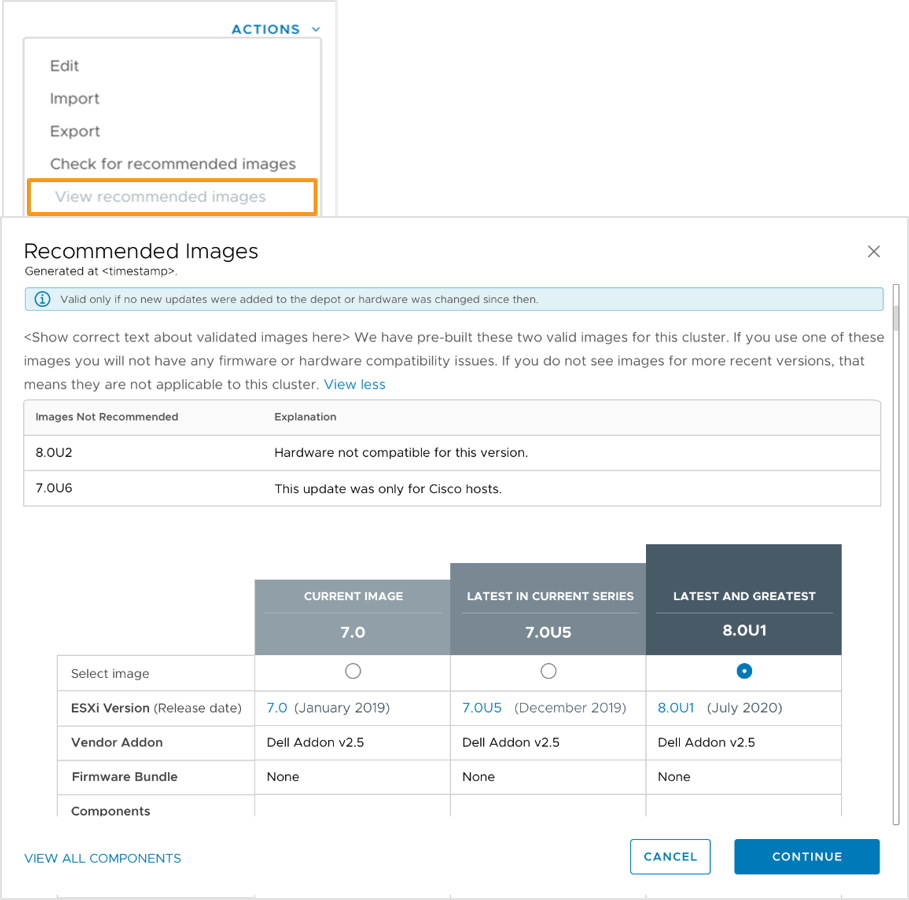 ACTIONS
Edit
Import
Export
Check for recommended images
View recommended images
Recommended Images
Generated at <timestamp>.
Valid only if no new updates were added to the depot or hardware was changed since then.
<Show correct text about validated images here> We have pre-built these two valid images for this cluster. If you use one of these
images you will not have any firmware or hardware compatibility issues. If you do not see images for more recent versions, that
means they are not applicable to this cluster. View less
Images Not Recommended Explanation
8.0U2 Hardware not compatible for this version.
7.0U6 This update was only for Cisco hosts.
CURRENT IMAGE LATEST IN CURRENT SERIES LATEST AND GREATEST
7.0 7.0U5 8.0U1
Select image
ESXi Version (Release date) 7.0 (January 2019) 7.0U5 (December 2019) 8.0U1 (July 2020)
Vendor Addon Dell Addon v2.5 Dell Addon v2.5 Dell Addon v2.5
Firmware Bundle None None None
Components
VIEW ALL COMPONENTS CANCEL CONTINUE